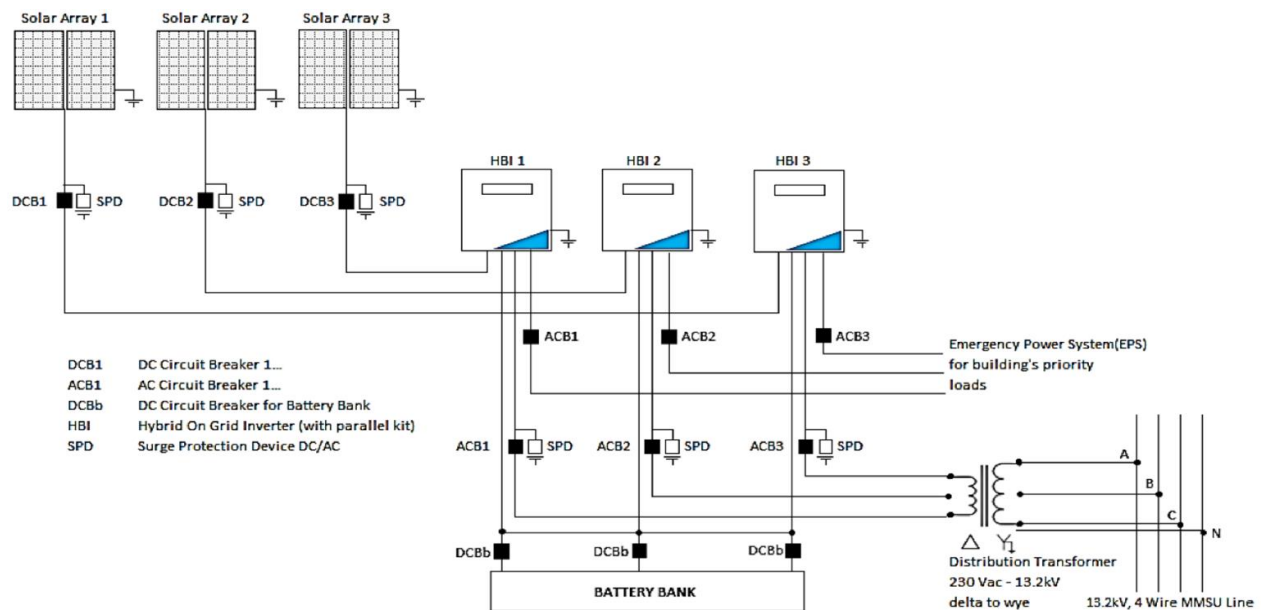 Solar Array 1
Solar Array 2
Solar Array 3
HBI 1
HBI 2
HBI 3
DCB1
SPD
DCB2
SPD
DCB3
SPD
ACB1
ACB2
ACB3
Emergency Power System(EPS)
for building's priority
loads
DCB1 DC Circuit Breaker 1...
ACB1 AC Circuit Breaker 1...
DCBb DC Circuit Breaker for Battery Bank
HBI Hybrid On Grid Inverter (with parallel kit)
SPD Surge Protection Device DC/AC
ACB1
SPD
ACB2
SPD
ACB3
SPD
A
B
C
N
DCBb
DCBb
DCBb
BATTERY BANK
Distribution Transformer
230 Vac - 13.2kV
delta to wye
13.2kV, 4 Wire MMSU Line